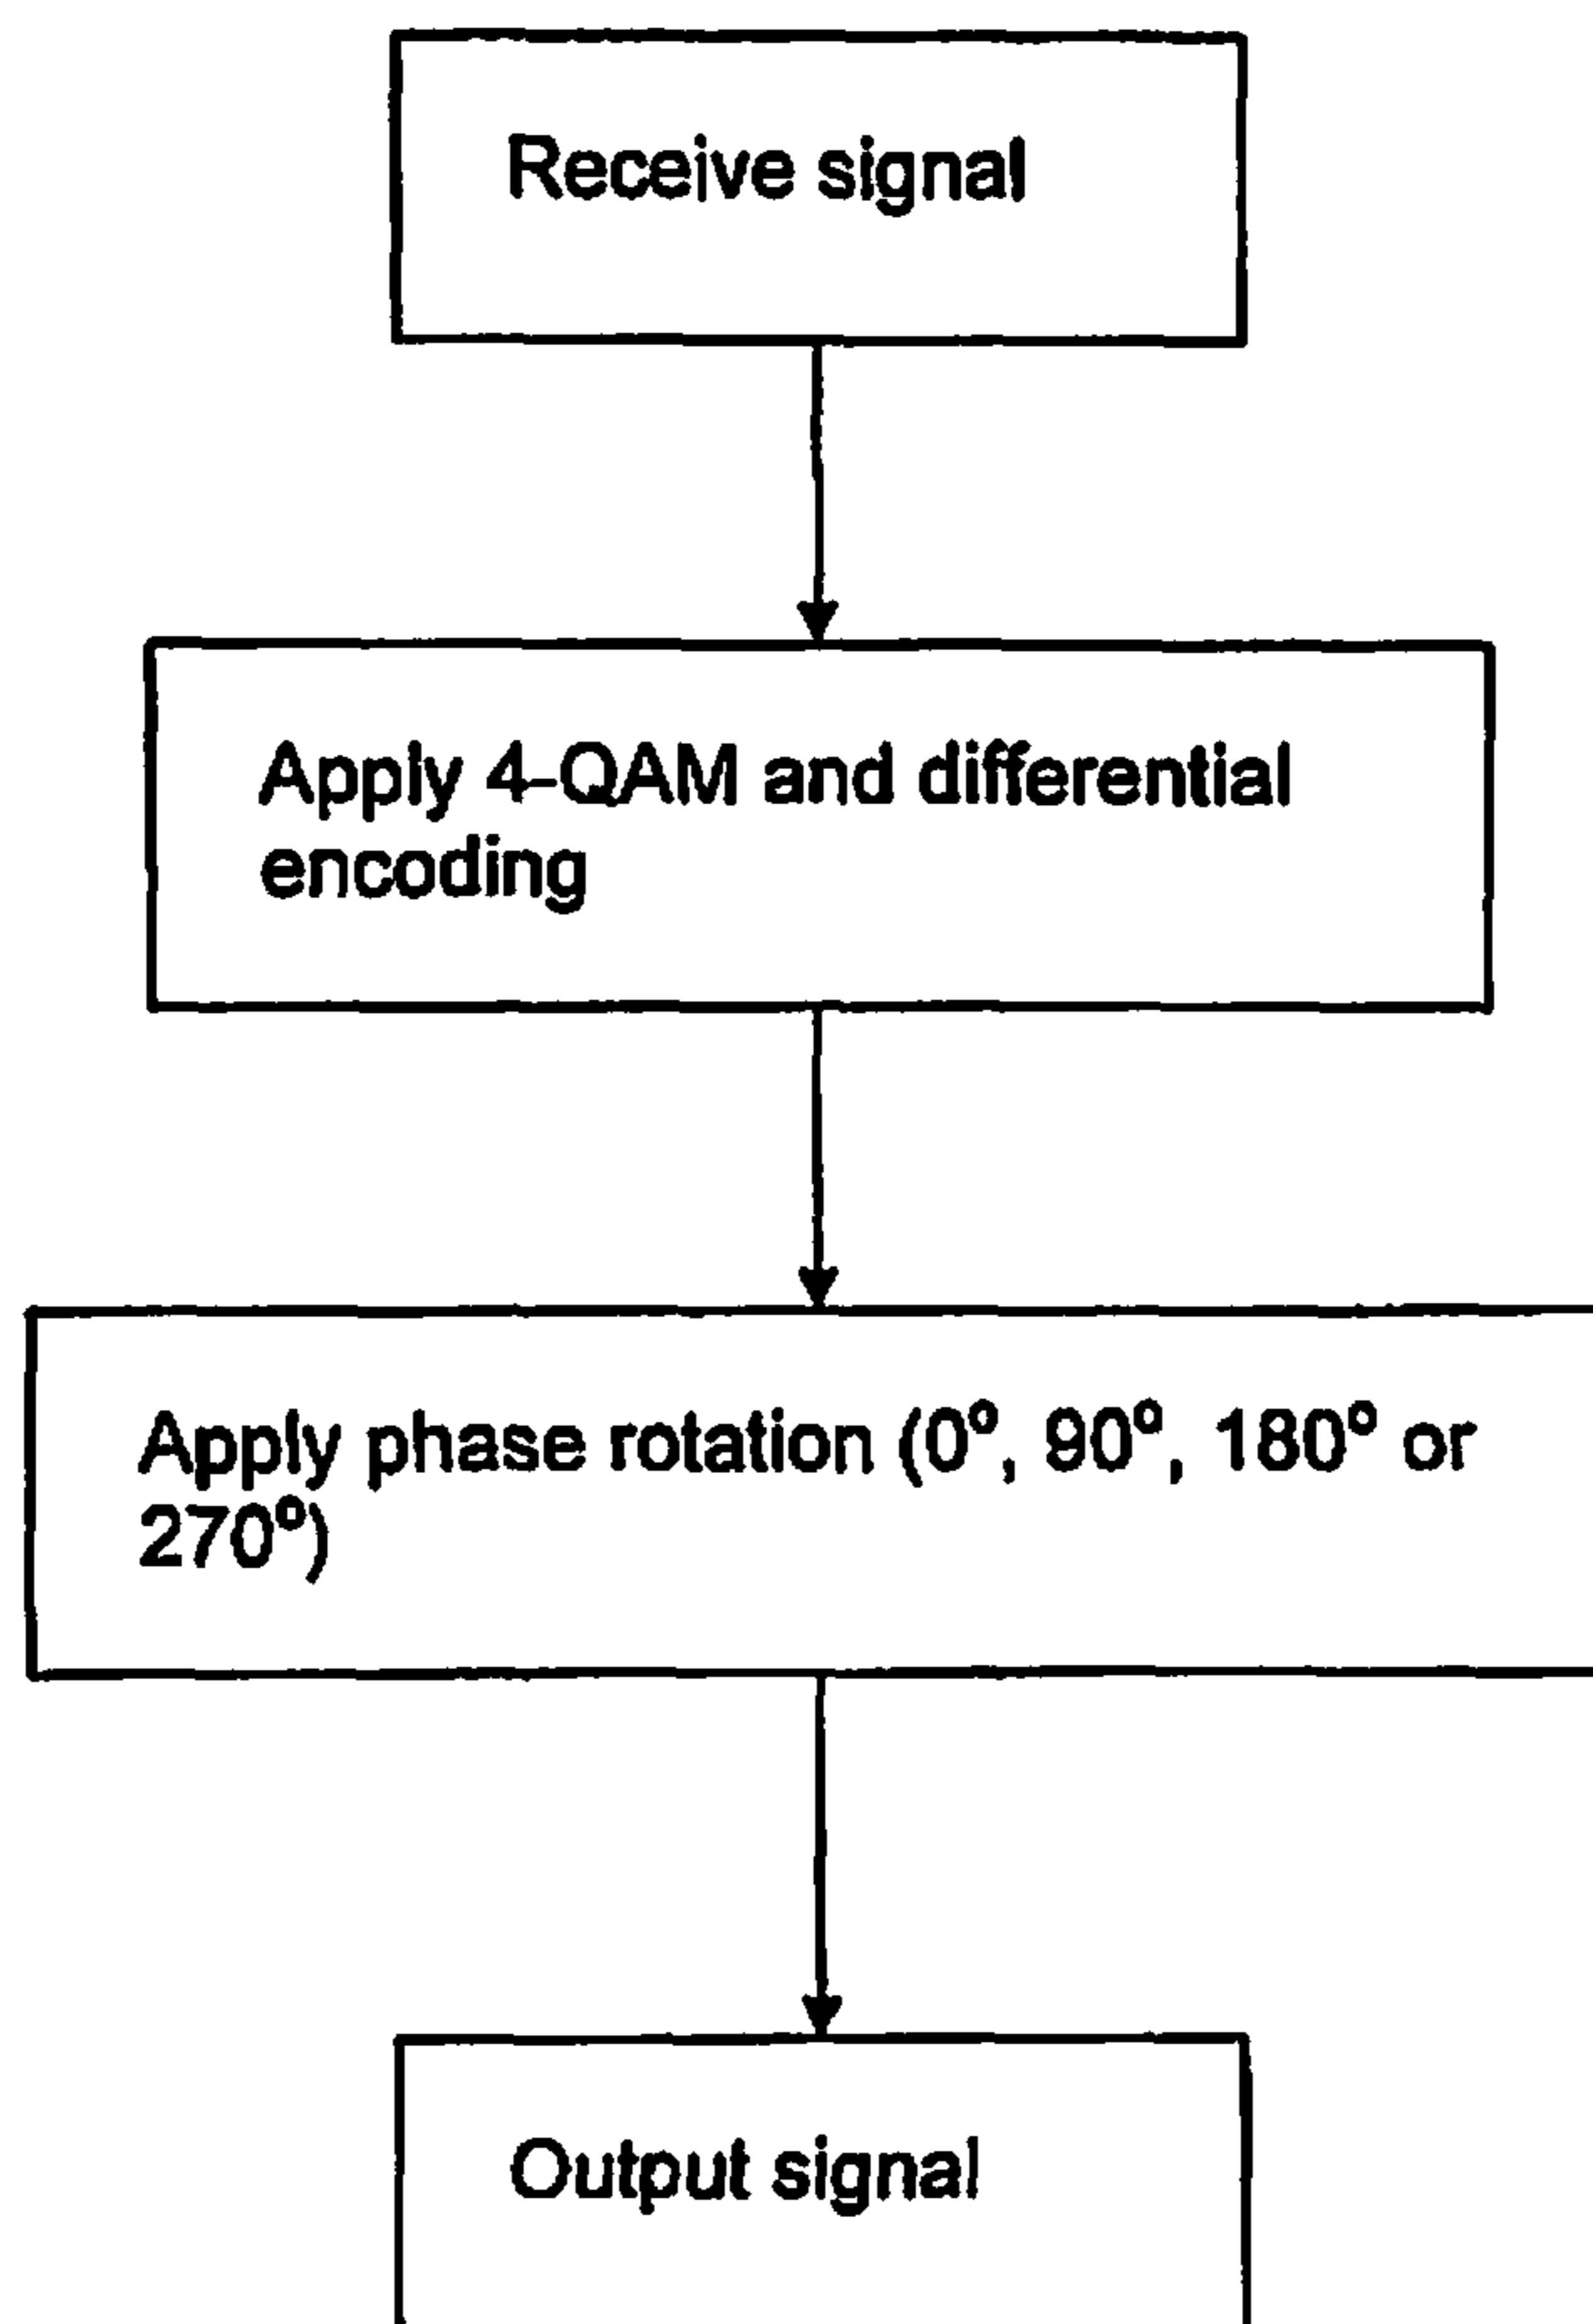 Receive signal
Apply 4-QAM and differential
encoding
Apply phase rotation (0°, 90°, 180° or
270°)
Output signal